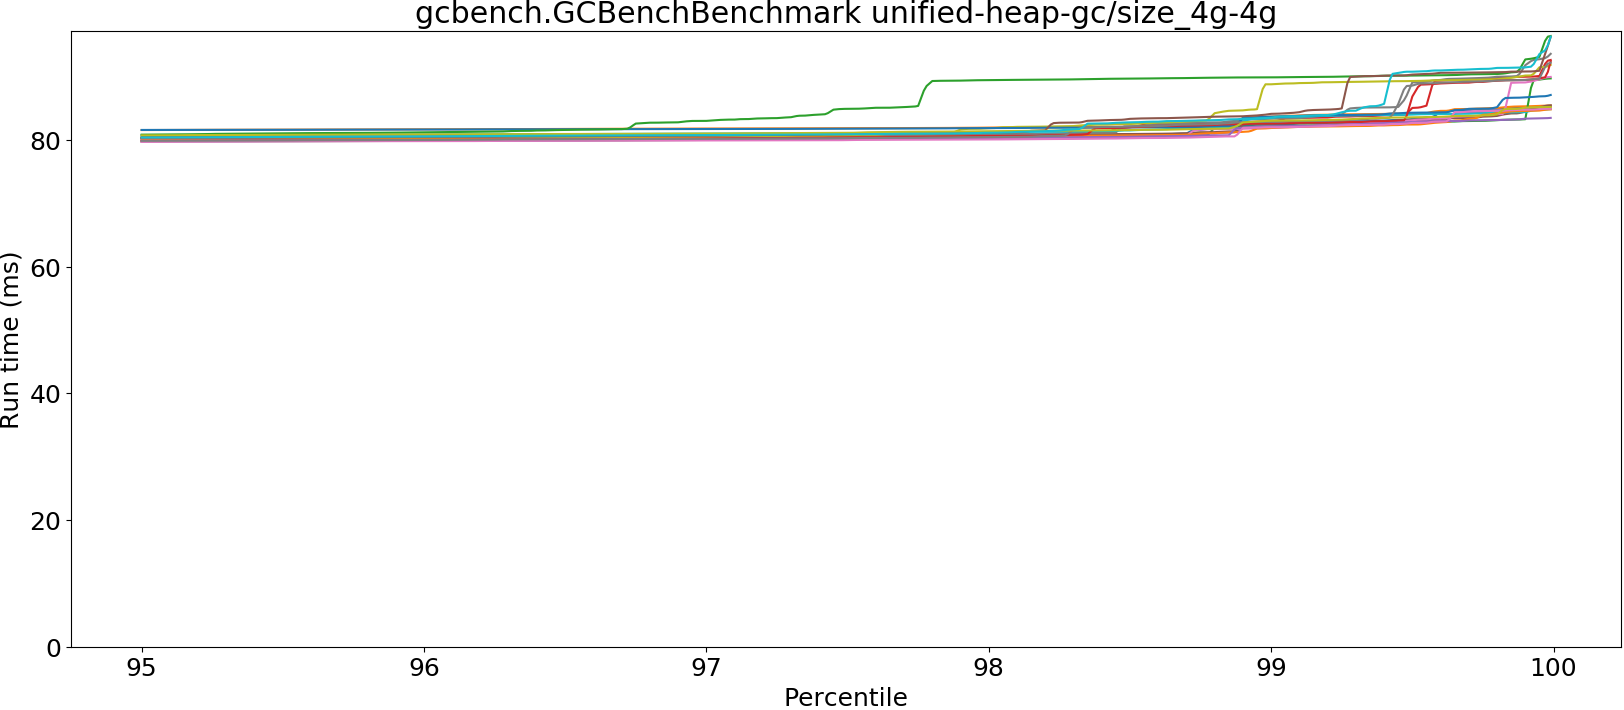 gcbench.GCBenchBenchmark unified-heap-gc/size_4g-4g
Run time (ms)
80
60
40
20
0
95 96 97 98 99 100
Percentile